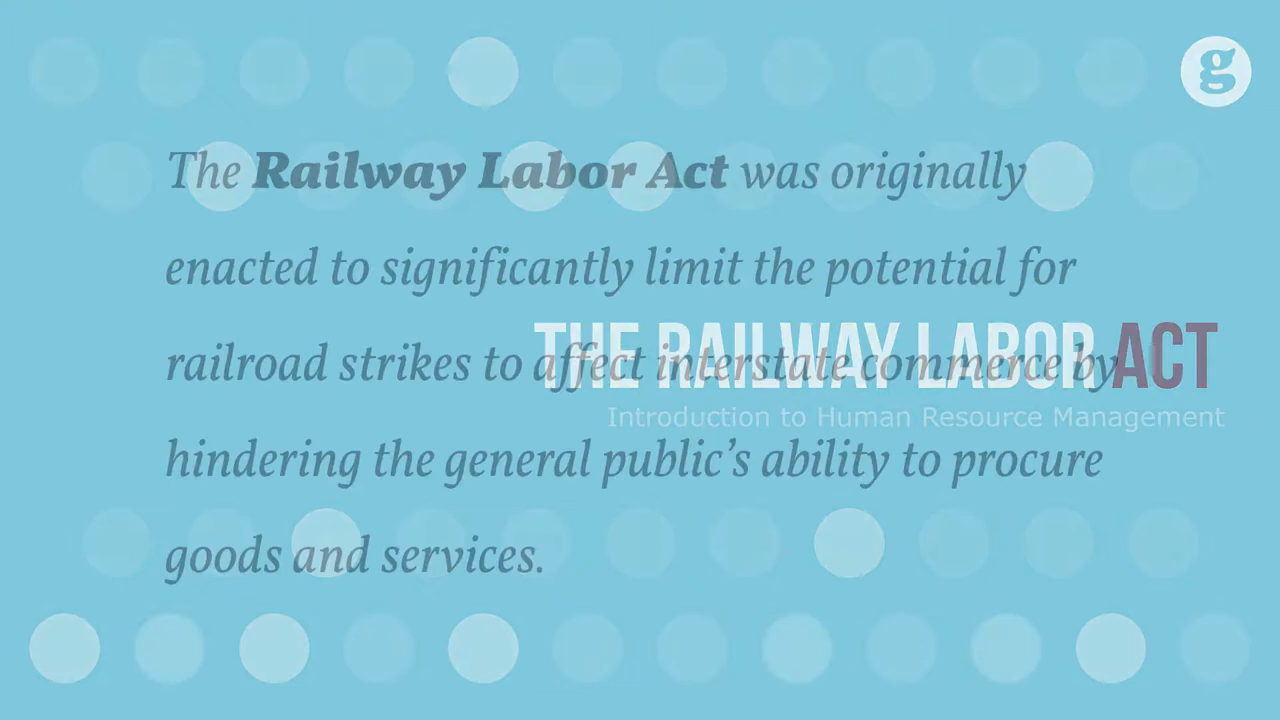 g
The Railway Labor Act was originally
enacted to significantly limit the potential for
railroad strikes to affect interstate commerce by
hindering the general public’s ability to procure
goods and services.
THE RAILWAY LABOR ACT
Introduction to Human Resource Management